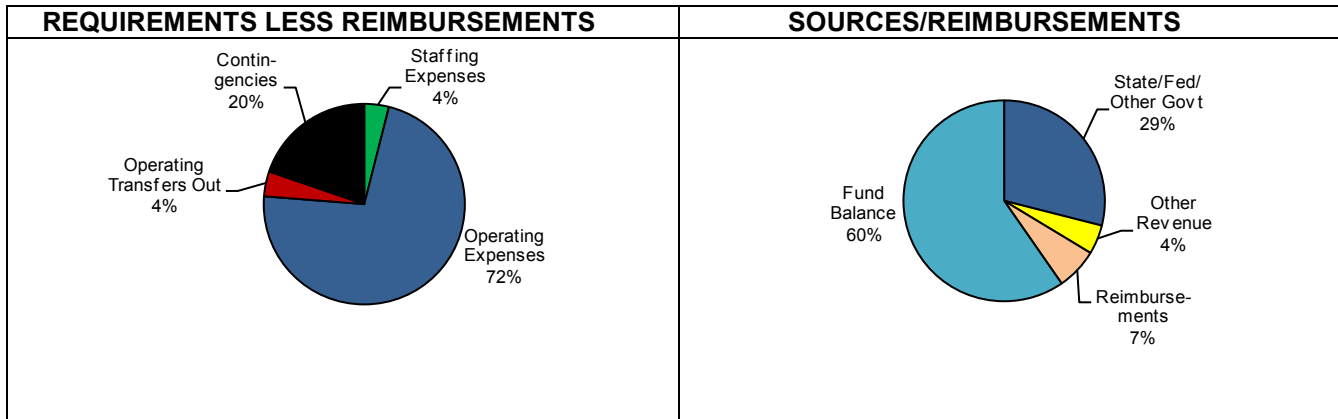 REQUIREMENTS LESS REIMBURSEMENTS
Contin-
gencies
20%
Staffing
Expenses
4%
Operating
Transfers Out
4%
Operating
Expenses
72%
SOURCES/REIMBURSEMENTS
State/Fed/
Other Govt
29%
Fund
Balance
60%
Other
Revenue
4%
Reimburse-
ments
7%